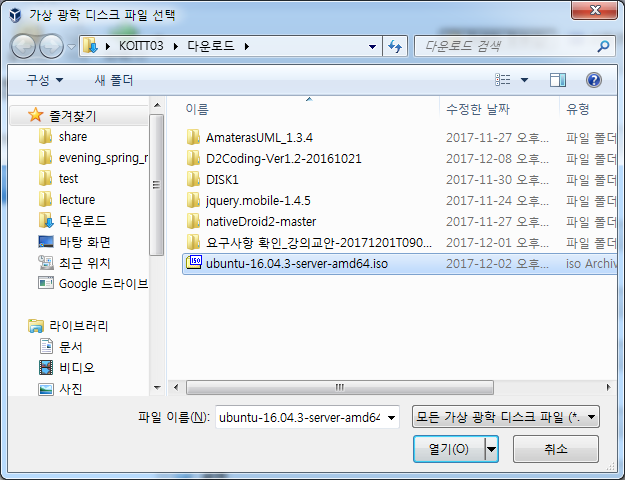 가상 광학 디스크 파일 선택
KOITT03 다운로드
다운로드 검색
구성 새 폴더
즐겨찾기
share
evening_spring_r
test
lecture
다운로드
바탕 화면
최근 위치
Google 드라이브
라이브러리
문서
비디오
사진
이름 수정한 날짜 유형
AmaterasUML_1.3.4 2017-11-27 오후... 파일 폴더
D2Coding-Ver1.2-20161021 2017-12-08 오후... 파일 폴더
DISK1 2017-11-30 오후... 파일 폴더
jquery.mobile-1.4.5 2017-11-24 오후... 파일 폴더
nativeDroid2-master 2017-11-27 오후... 파일 폴더
요구사항 확인_강의교안-20171201T090... 2017-12-01 오후... 파일 폴더
ubuntu-16.04.3-server-amd64.iso 2017-12-02 오후... iso Archiv
파일 이름(N): ubuntu-16.04.3-server-amd64 모든 가상 광학 디스크 파일 (*.
열기(O) 취소